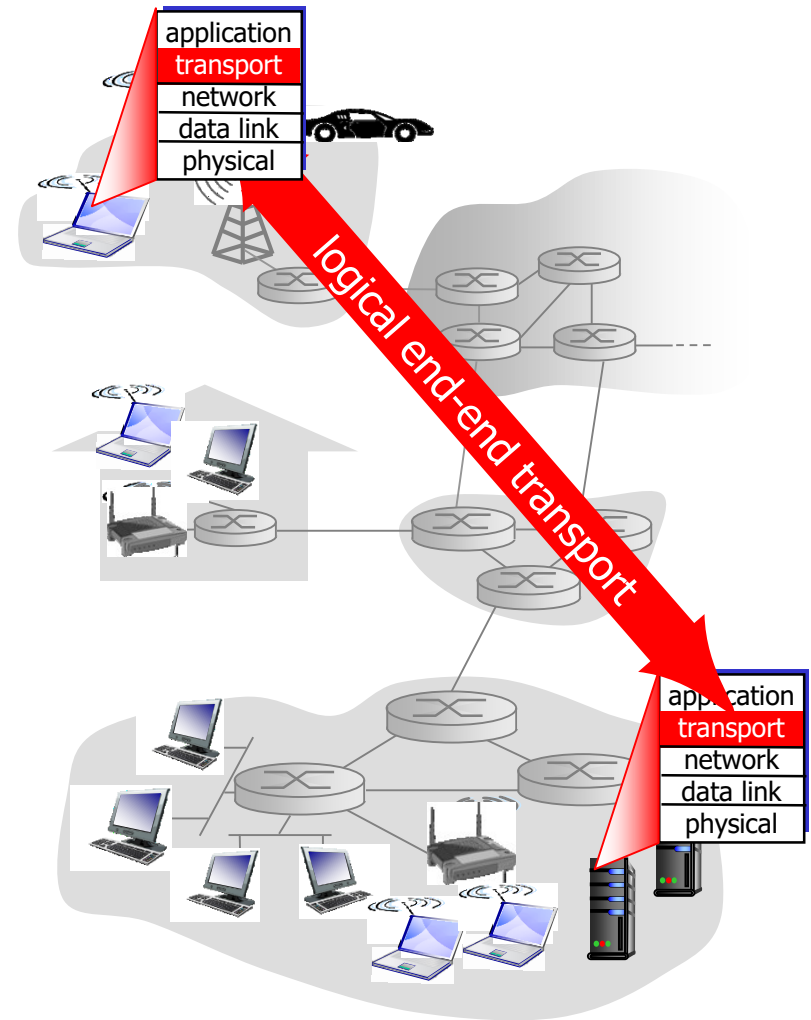 application
transport
network
data link
physical
logical end-end transport
application
transport
network
data link
physical